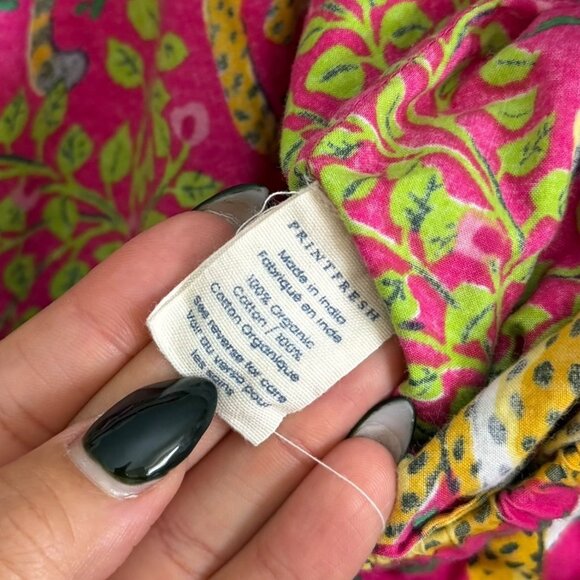 PRINTFRESH
Made in India
Fabriqué en Inde
100% Organic
Cotton / 100%
Cotton Organique
See reverse for care
Voir au verso pour
les soins